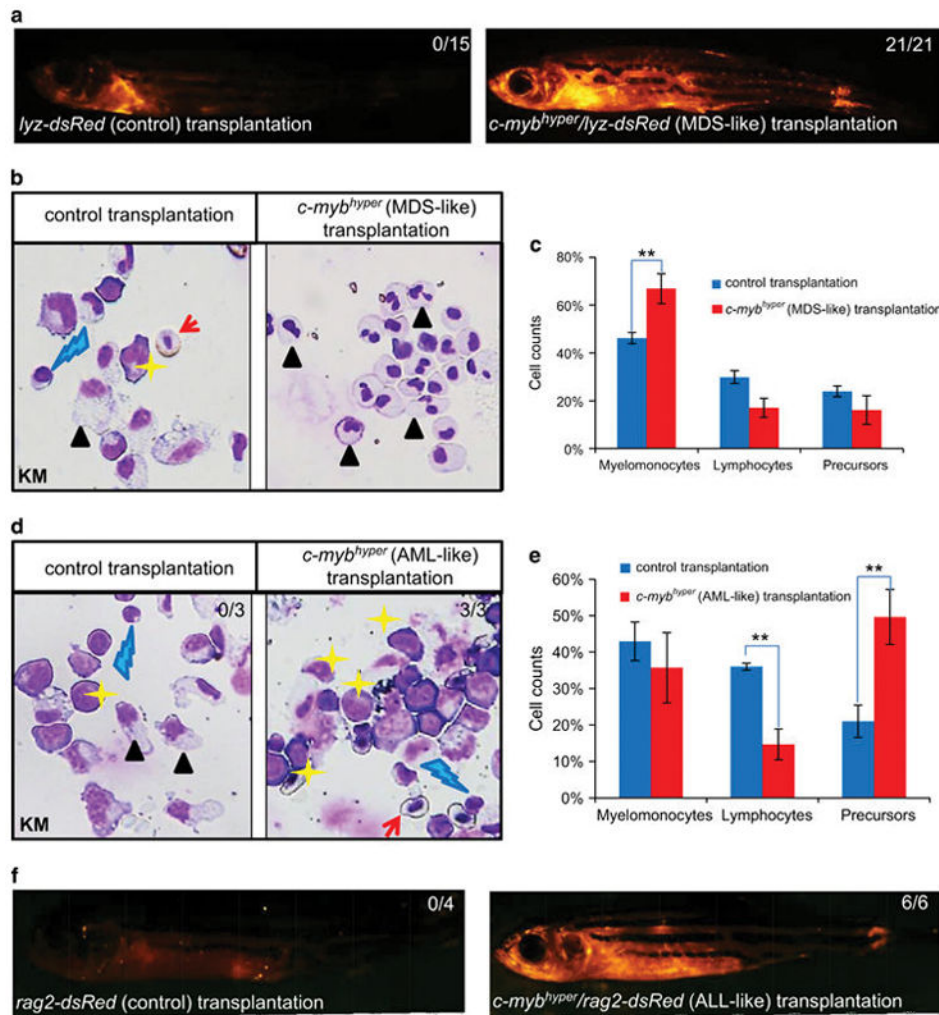 a
0/15
21/21
lyz-dsRed (control) transplantation
c-myb^hyper/lyz-dsRed (MDS-like) transplantation
b
control transplantation
c-myb^hyper (MDS-like)
transplantation
KM
c
80%
60%
40%
20%
0%
Cell counts
**
control transplantation
c-myb^hyper (MDS-like) transplantation
Myelomonocytes
Lymphocytes
Precursors
d
control transplantation
c-myb^hyper (AML-like)
transplantation
0/3
3/3
KM
e
60%
50%
40%
30%
20%
10%
0%
Cell counts
control transplantation
c-myb^hyper (AML-like) transplantation
**
**
Myelomonocytes
Lymphocytes
Precursors
f
0/4
6/6
rag2-dsRed (control) transplantation
c-myb^hyper/rag2-dsRed (ALL-like) transplantation